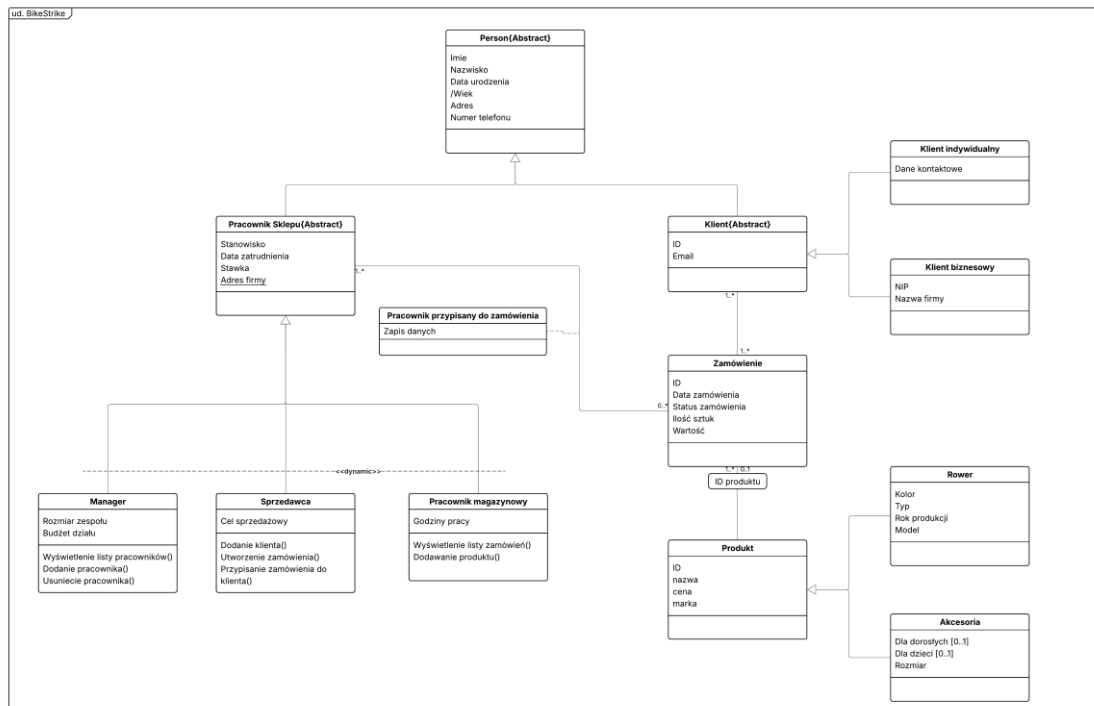 ud. BikeStrike
Person{Abstract}
Imie
Nazwisko
Data urodzenia
/Wiek
Adres
Numer telefonu
Klient indywidualny
Dane kontaktowe
Pracownik Sklepu{Abstract}
Stanowisko
Data zatrudnienia
Stawka
Adres firmy
1..*
Klient{Abstract}
ID
Email
1..*
Klient biznesowy
NIP
Nazwa firmy
Pracownik przypisany do zamówienia
Zapis danych
1..*
Zamówienie
ID
Data zamówienia
Status zamówienia
Ilość sztuk
Wartość
0..*
1..*
0..1
ID produktu
<<dynamic>>
Manager
Rozmiar zespołu
Budżet działu
Wyświetlenie listy pracowników()
Dodanie pracownika()
Usuniecie pracownika()
Sprzedawca
Cel sprzedażowy
Dodanie klienta()
Utworzenie zamówienia()
Przypisanie zamówienia do
klienta()
Pracownik magazynowy
Godziny pracy
Wyświetlenie listy zamówień()
Dodawanie produktu()
Produkt
ID
nazwa
cena
marka
Rower
Kolor
Typ
Rok produkcji
Model
Akcesoria
Dla dorosłych [0..1]
Dla dzieci [0..1]
Rozmiar